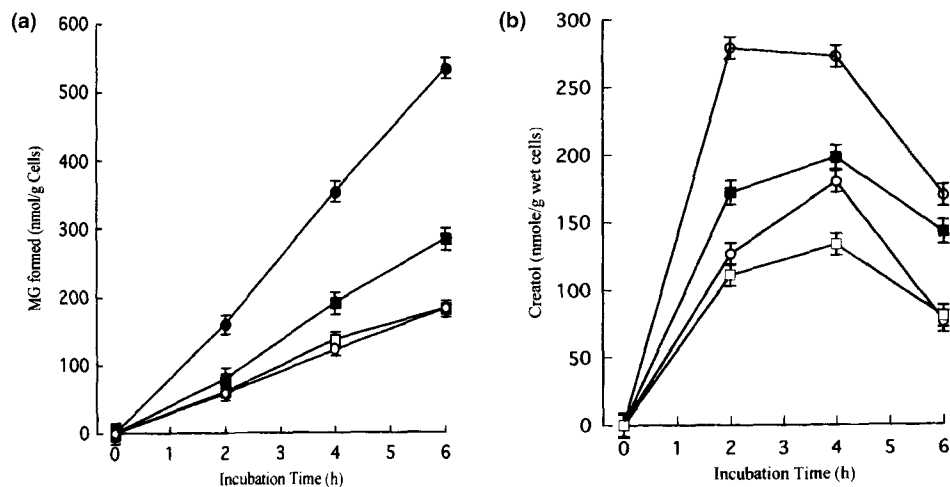 (a)
600
500
400
300
200
100
0
MG formed (nmol/g Cells)
0 1 2 3 4 5 6
Incubation Time (h)
(b)
300
250
200
150
100
50
0
Creatol (nmole/g wet cells)
0 1 2 3 4 5 6
Incubation Time (h)